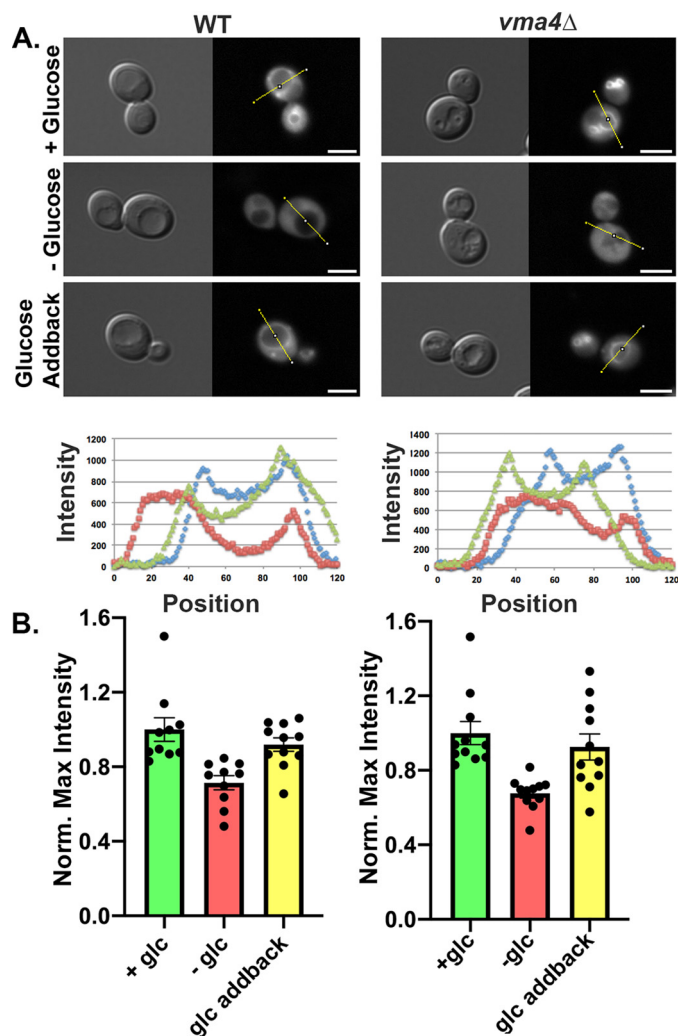 A.
WT
vma4Δ
+ Glucose
- Glucose
Glucose
Addback
Intensity
1200
1000
800
600
400
200
0
0 20 40 60 80 100 120
Position
Intensity
1400
1200
1000
800
600
400
200
0
0 20 40 60 80 100 120
Position
B.
Norm. Max Intensity
1.6
1.2
0.8
0.4
0.0
+ glc
- glc
glc addback
Norm. Max Intensity
1.6
1.2
0.8
0.4
0.0
+glc
-glc
glc addback